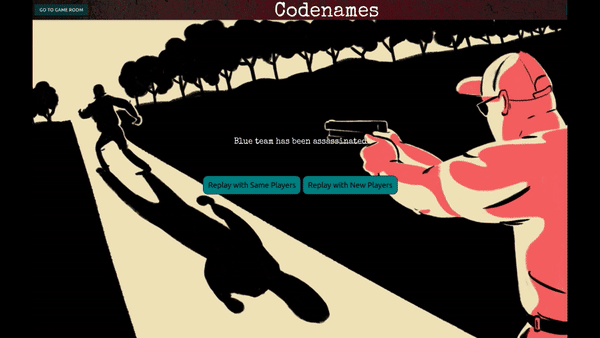 GO TO GAME ROOM
Codenames
Blue team has been assassinated
Replay with Same Players
Replay with New Players